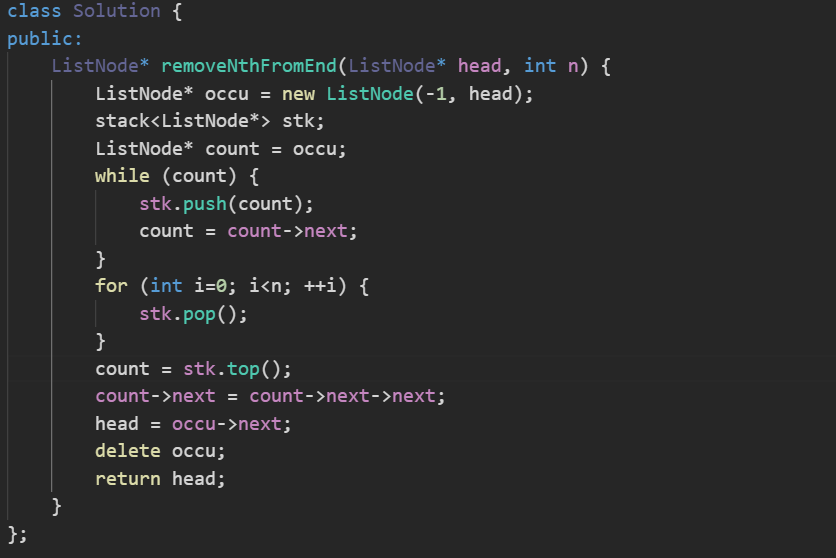 class Solution {
public:
    ListNode* removeNthFromEnd(ListNode* head, int n) {
        ListNode* occu = new ListNode(-1, head);
        stack<ListNode*> stk;
        ListNode* count = occu;
        while (count) {
            stk.push(count);
            count = count->next;
        }
        for (int i=0; i<n; ++i) {
            stk.pop();
        }
        count = stk.top();
        count->next = count->next->next;
        head = occu->next;
        delete occu;
        return head;
    }
};